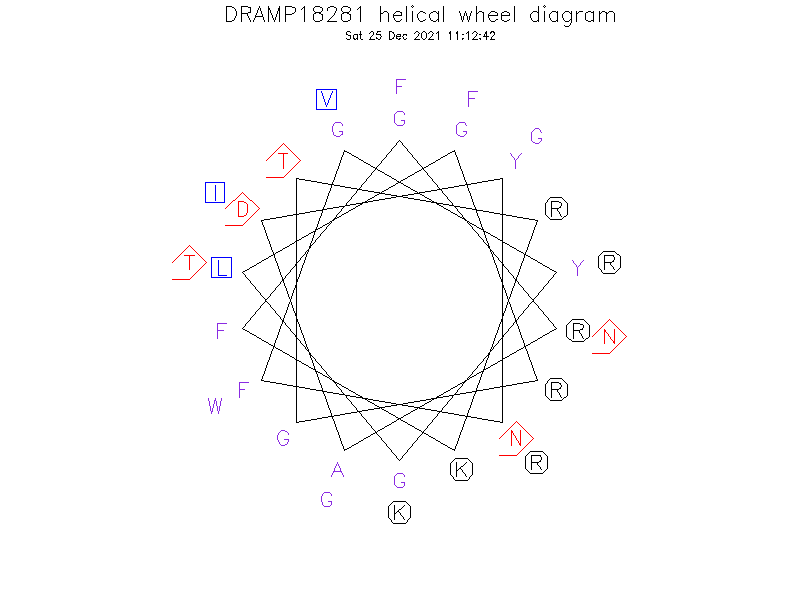 DRAMP18281 helical wheel diagram
Sat 25 Dec 2021 11:12:42
F
V F
G G G
G
T Y
I D R
T L Y R
F R N
F R
W
G N R
A K
G
G
K